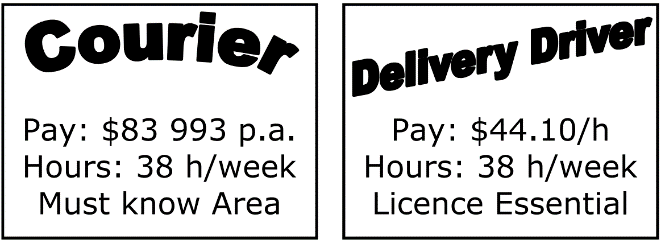 Courier
Pay: $83 993 p.a.
Hours: 38 h/week
Must know Area
Delivery Driver
Pay: $44.10/h
Hours: 38 h/week
Licence Essential